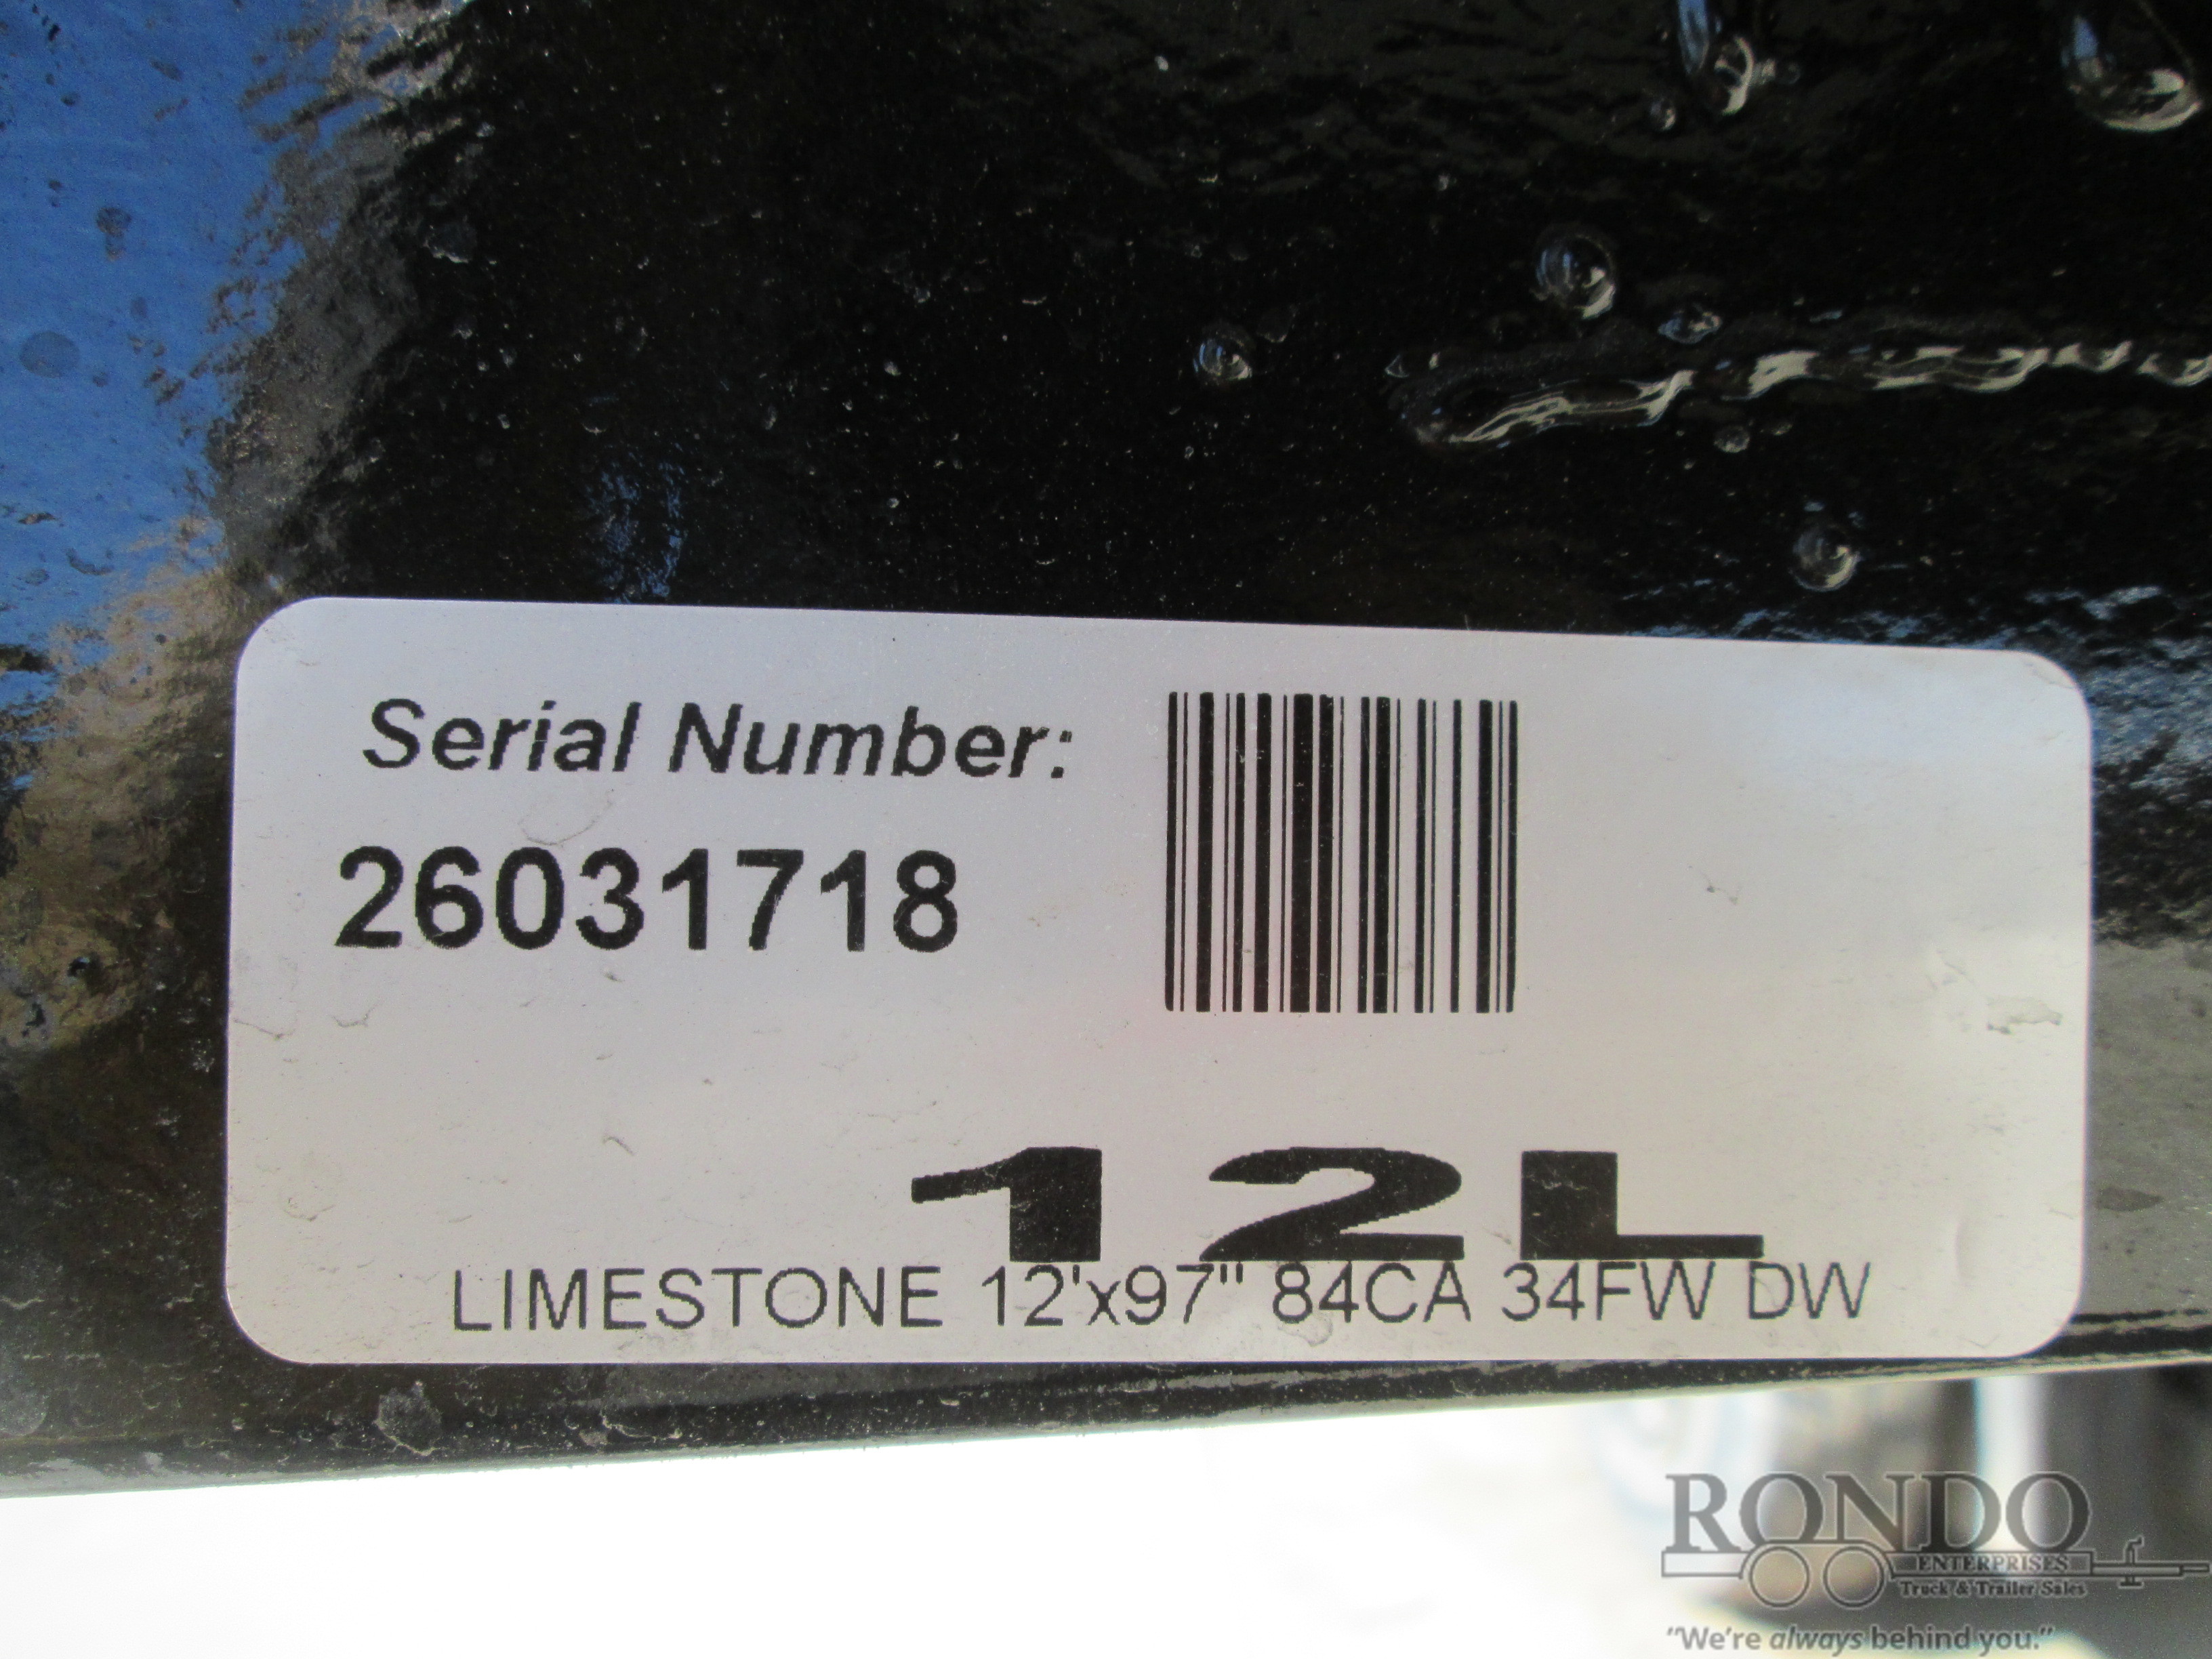 Serial Number:
26031718
12L
LIMESTONE 12'x97" 84CA 34FW DW
RONDO
ENTERPRISES
Truck & Trailer Sales
"We're always behind you."